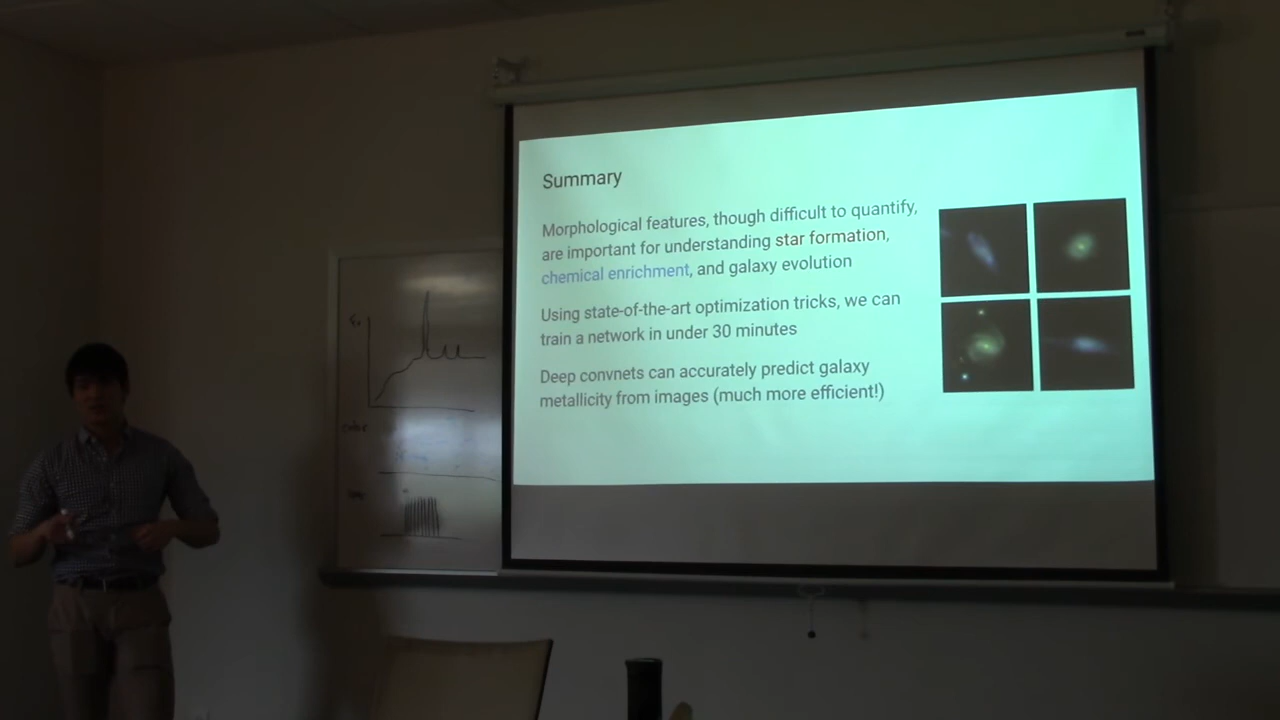 Summary
Morphological features, though difficult to quantify,
are important for understanding star formation,
chemical enrichment, and galaxy evolution
Using state-of-the-art optimization tricks, we can
train a network in under 30 minutes
Deep convnets can accurately predict galaxy
metallicity from images (much more efficient!)